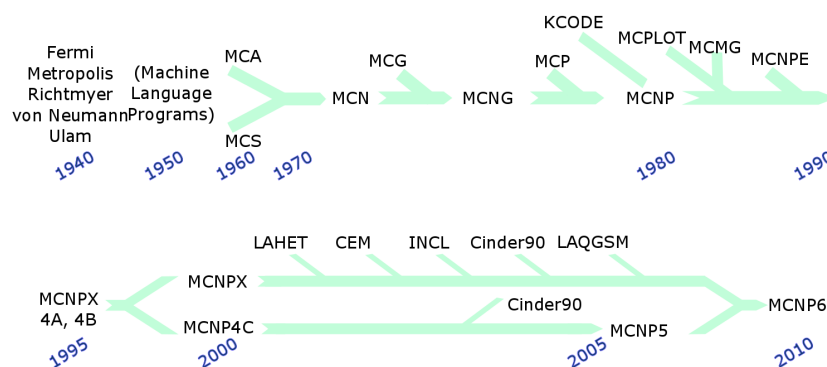 Fermi
Metropolis
Richtmyer
von Neumann
Ulam
(Machine
Language
Programs)
MCA
MCS
MCN
MCG
MCNG
MCP
KCODE
MCNP
MCPLOT
MCMG
MCNPE
1940
1950
1960
1970
1980
1990
MCNPX
4A, 4B
MCNPX
LAHET
CEM
INCL
Cinder90
LAQGSM
MCNP4C
Cinder90
MCNP5
MCNP6
1995
2000
2005
2010